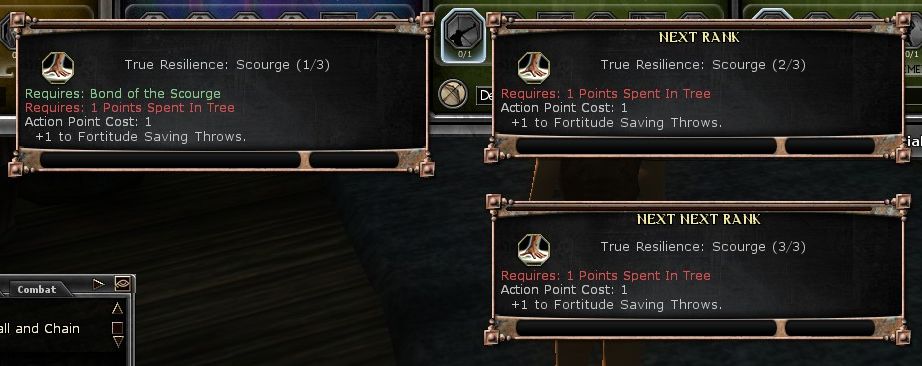 0/1
True Resilience: Scourge (1/3)
Requires: Bond of the Scourge
Requires: 1 Points Spent In Tree
Action Point Cost: 1
+1 to Fortitude Saving Throws.
NEXT RANK
True Resilience: Scourge (2/3)
Requires: 1 Points Spent In Tree
Action Point Cost: 1
+1 to Fortitude Saving Throws.
NEXT NEXT RANK
True Resilience: Scourge (3/3)
Requires: 1 Points Spent In Tree
Action Point Cost: 1
+1 to Fortitude Saving Throws.
Combat
all and Chain